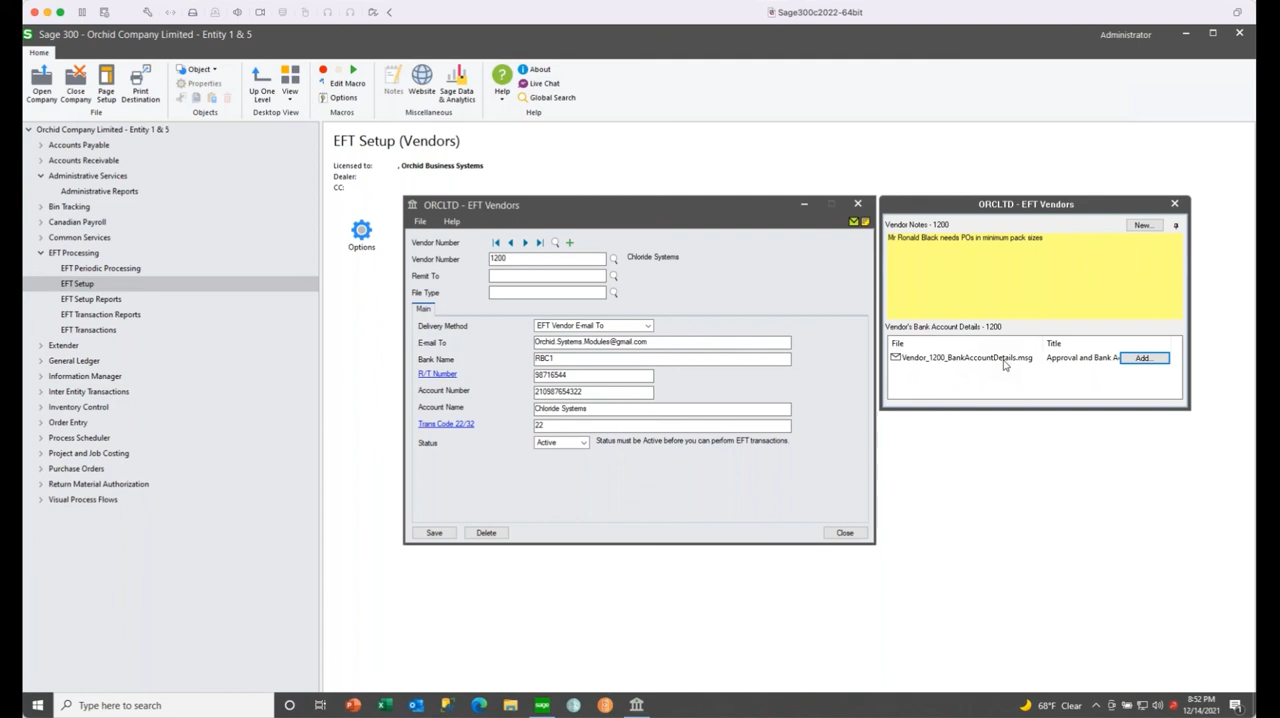 Sage300c2022-64bit
Sage 300 - Orchid Company Limited - Entity 1 & 5
Administrator
Home
Open Company
Close Company
Page Setup
Print Destination
File
Object
Properties
Objects
Up One Level
View
Desktop View
Edit Macro
Options
Macros
Notes
Website
Sage Data & Analytics
Miscellaneous
Help
About
Live Chat
Global Search
Help
Orchid Company Limited - Entity 1 & 5
Accounts Payable
Accounts Receivable
Administrative Services
Administrative Reports
Bin Tracking
Canadian Payroll
Common Services
EFT Processing
EFT Periodic Processing
EFT Setup
EFT Setup Reports
EFT Transaction Reports
EFT Transactions
Extender
General Ledger
Information Manager
Inter Entity Transactions
Inventory Control
Order Entry
Process Scheduler
Project and Job Costing
Purchase Orders
Return Material Authorization
Visual Process Flows
EFT Setup (Vendors)
Licensed to: , Orchid Business Systems
Dealer:
CC:
Options
ORCLTD - EFT Vendors
File Help
Vendor Number
Vendor Number 1200 Chloride Systems
Remit To
File Type
Main
Delivery Method EFT Vendor E-mail To
E-mail To Orchid.Systems.Modules@gmail.com
Bank Name RBC1
R/T Number 98716544
Account Number 210987654322
Account Name Chloride Systems
Trans Code 22/32 22
Status Active Status must be Active before you can perform EFT transactions.
Save Delete Close
ORCLTD - EFT Vendors
Vendor Notes - 1200 New...
Mr Ronald Black needs POs in minimum pack sizes
Vendor's Bank Account Details - 1200
File Title
Vendor_1200_BankAccountDetails.msg Approval and Bank Ac Add...
Type here to search
sage
68°F Clear
8:52 PM
12/14/2021
1